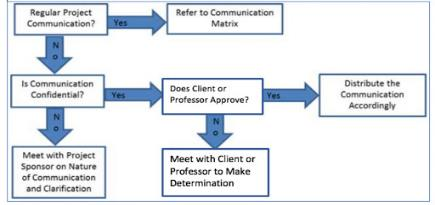 Regular Project
Communication?
Yes
Refer to Communication
Matrix
N
o
Is Communication
Confidential?
Yes
Does Client or
Professor Approve?
Yes
Distribute the
Communication
Accordingly
N
o
N
o
Meet with Project
Sponsor on Nature
of Communication
and Clarification
Meet with Client or
Professor to Make
Determination